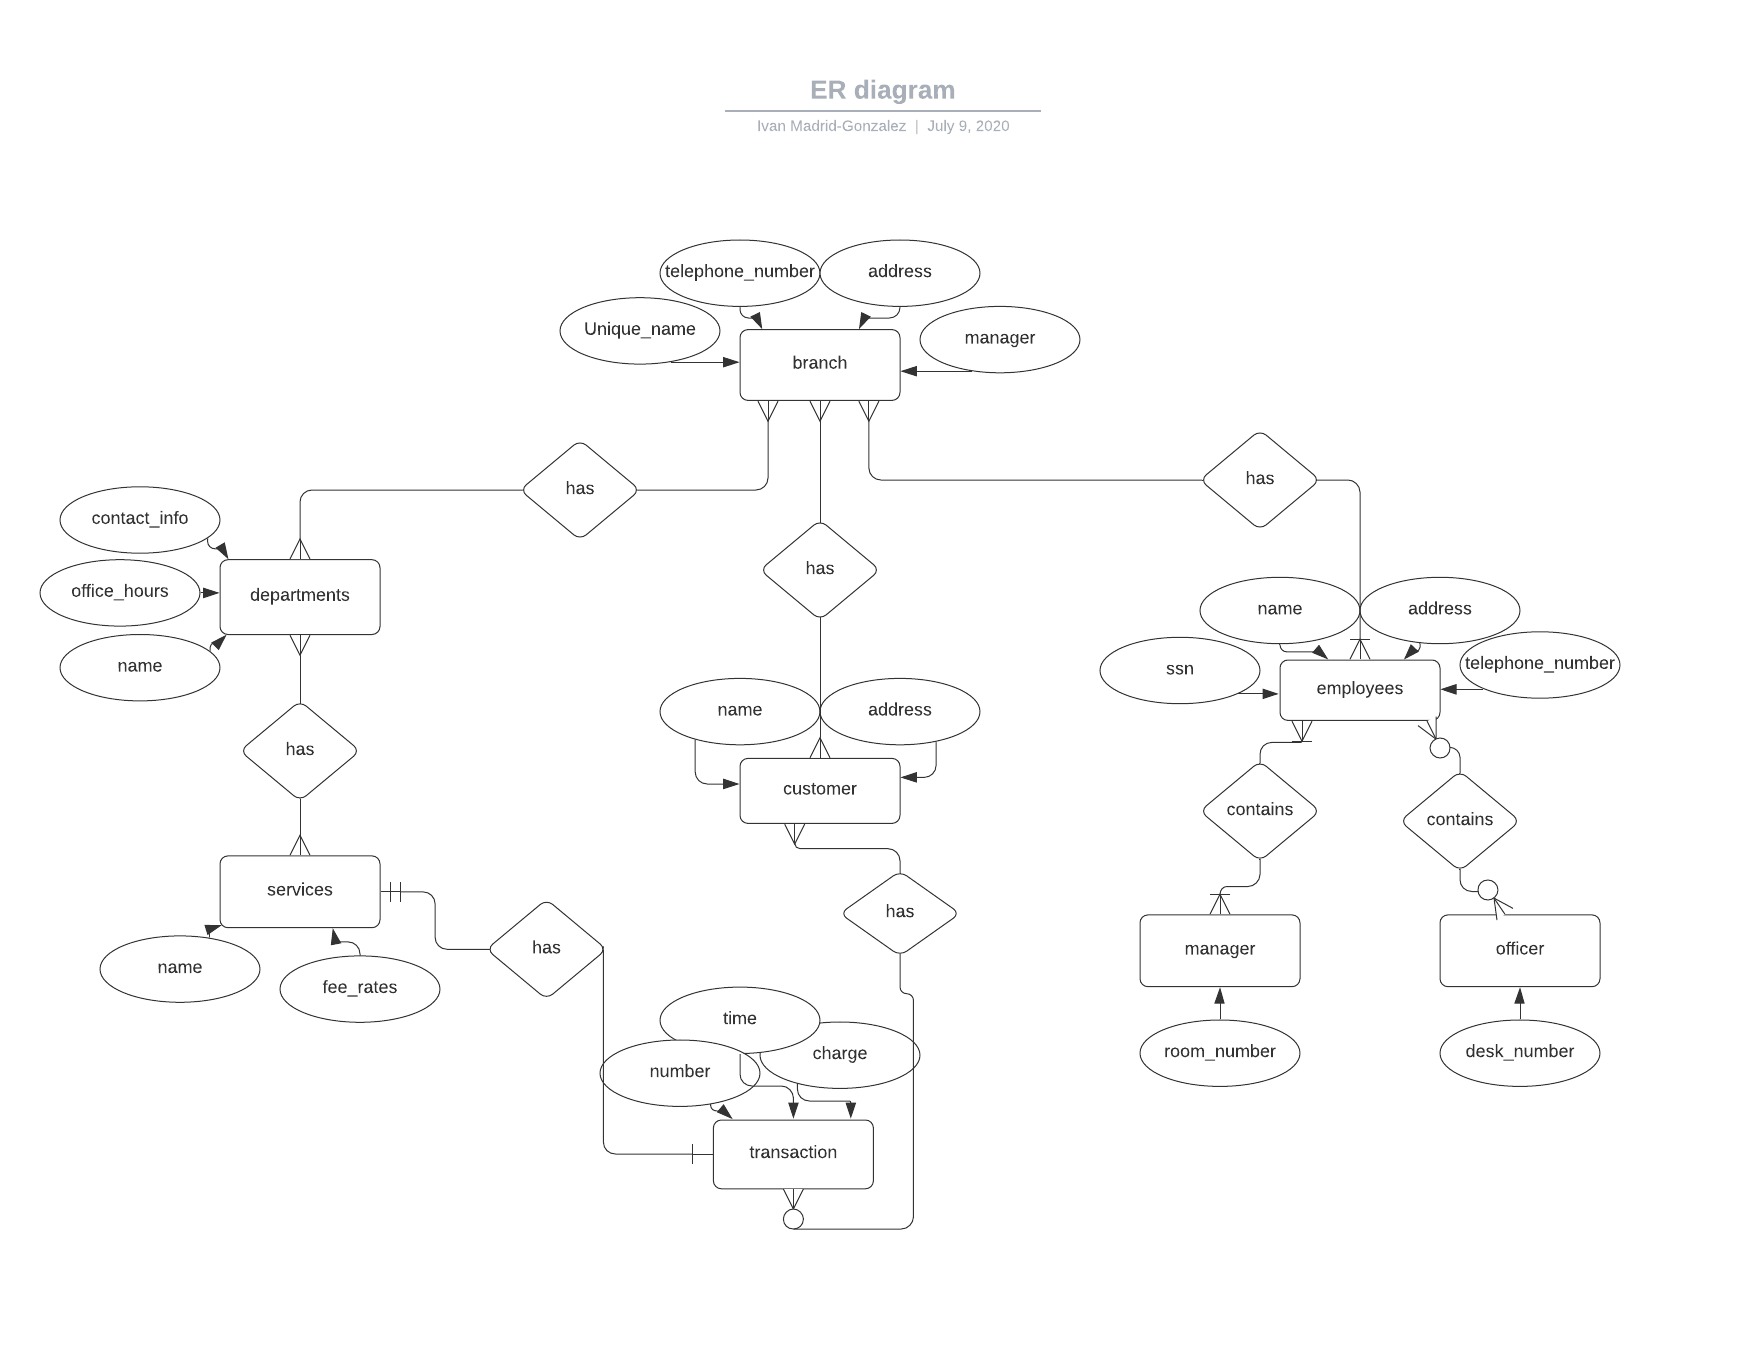 ER diagram
Ivan Madrid-Gonzalez | July 9, 2020
telephone_number
address
Unique_name
manager
branch
has
has
has
contact_info
office_hours
departments
name
name
address
ssn
telephone_number
employees
has
name
address
customer
contains
contains
services
has
name
fee_rates
has
manager
officer
time
charge
number
room_number
desk_number
transaction